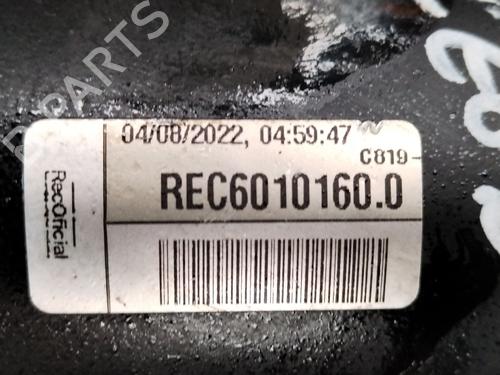 B-PARTS
04/08/2022, 04:59:47
C819-
REC6010160.0
RecOficial